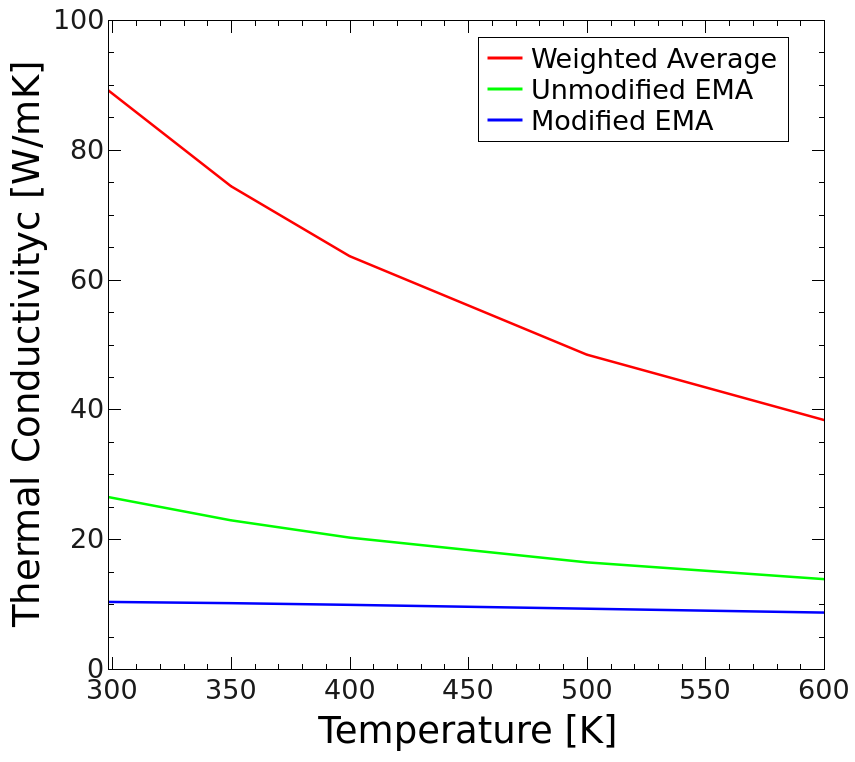 100
80
60
40
20
0
Thermal Conductivityc [W/mK]
Weighted Average
Unmodified EMA
Modified EMA
300 350 400 450 500 550 600
Temperature [K]